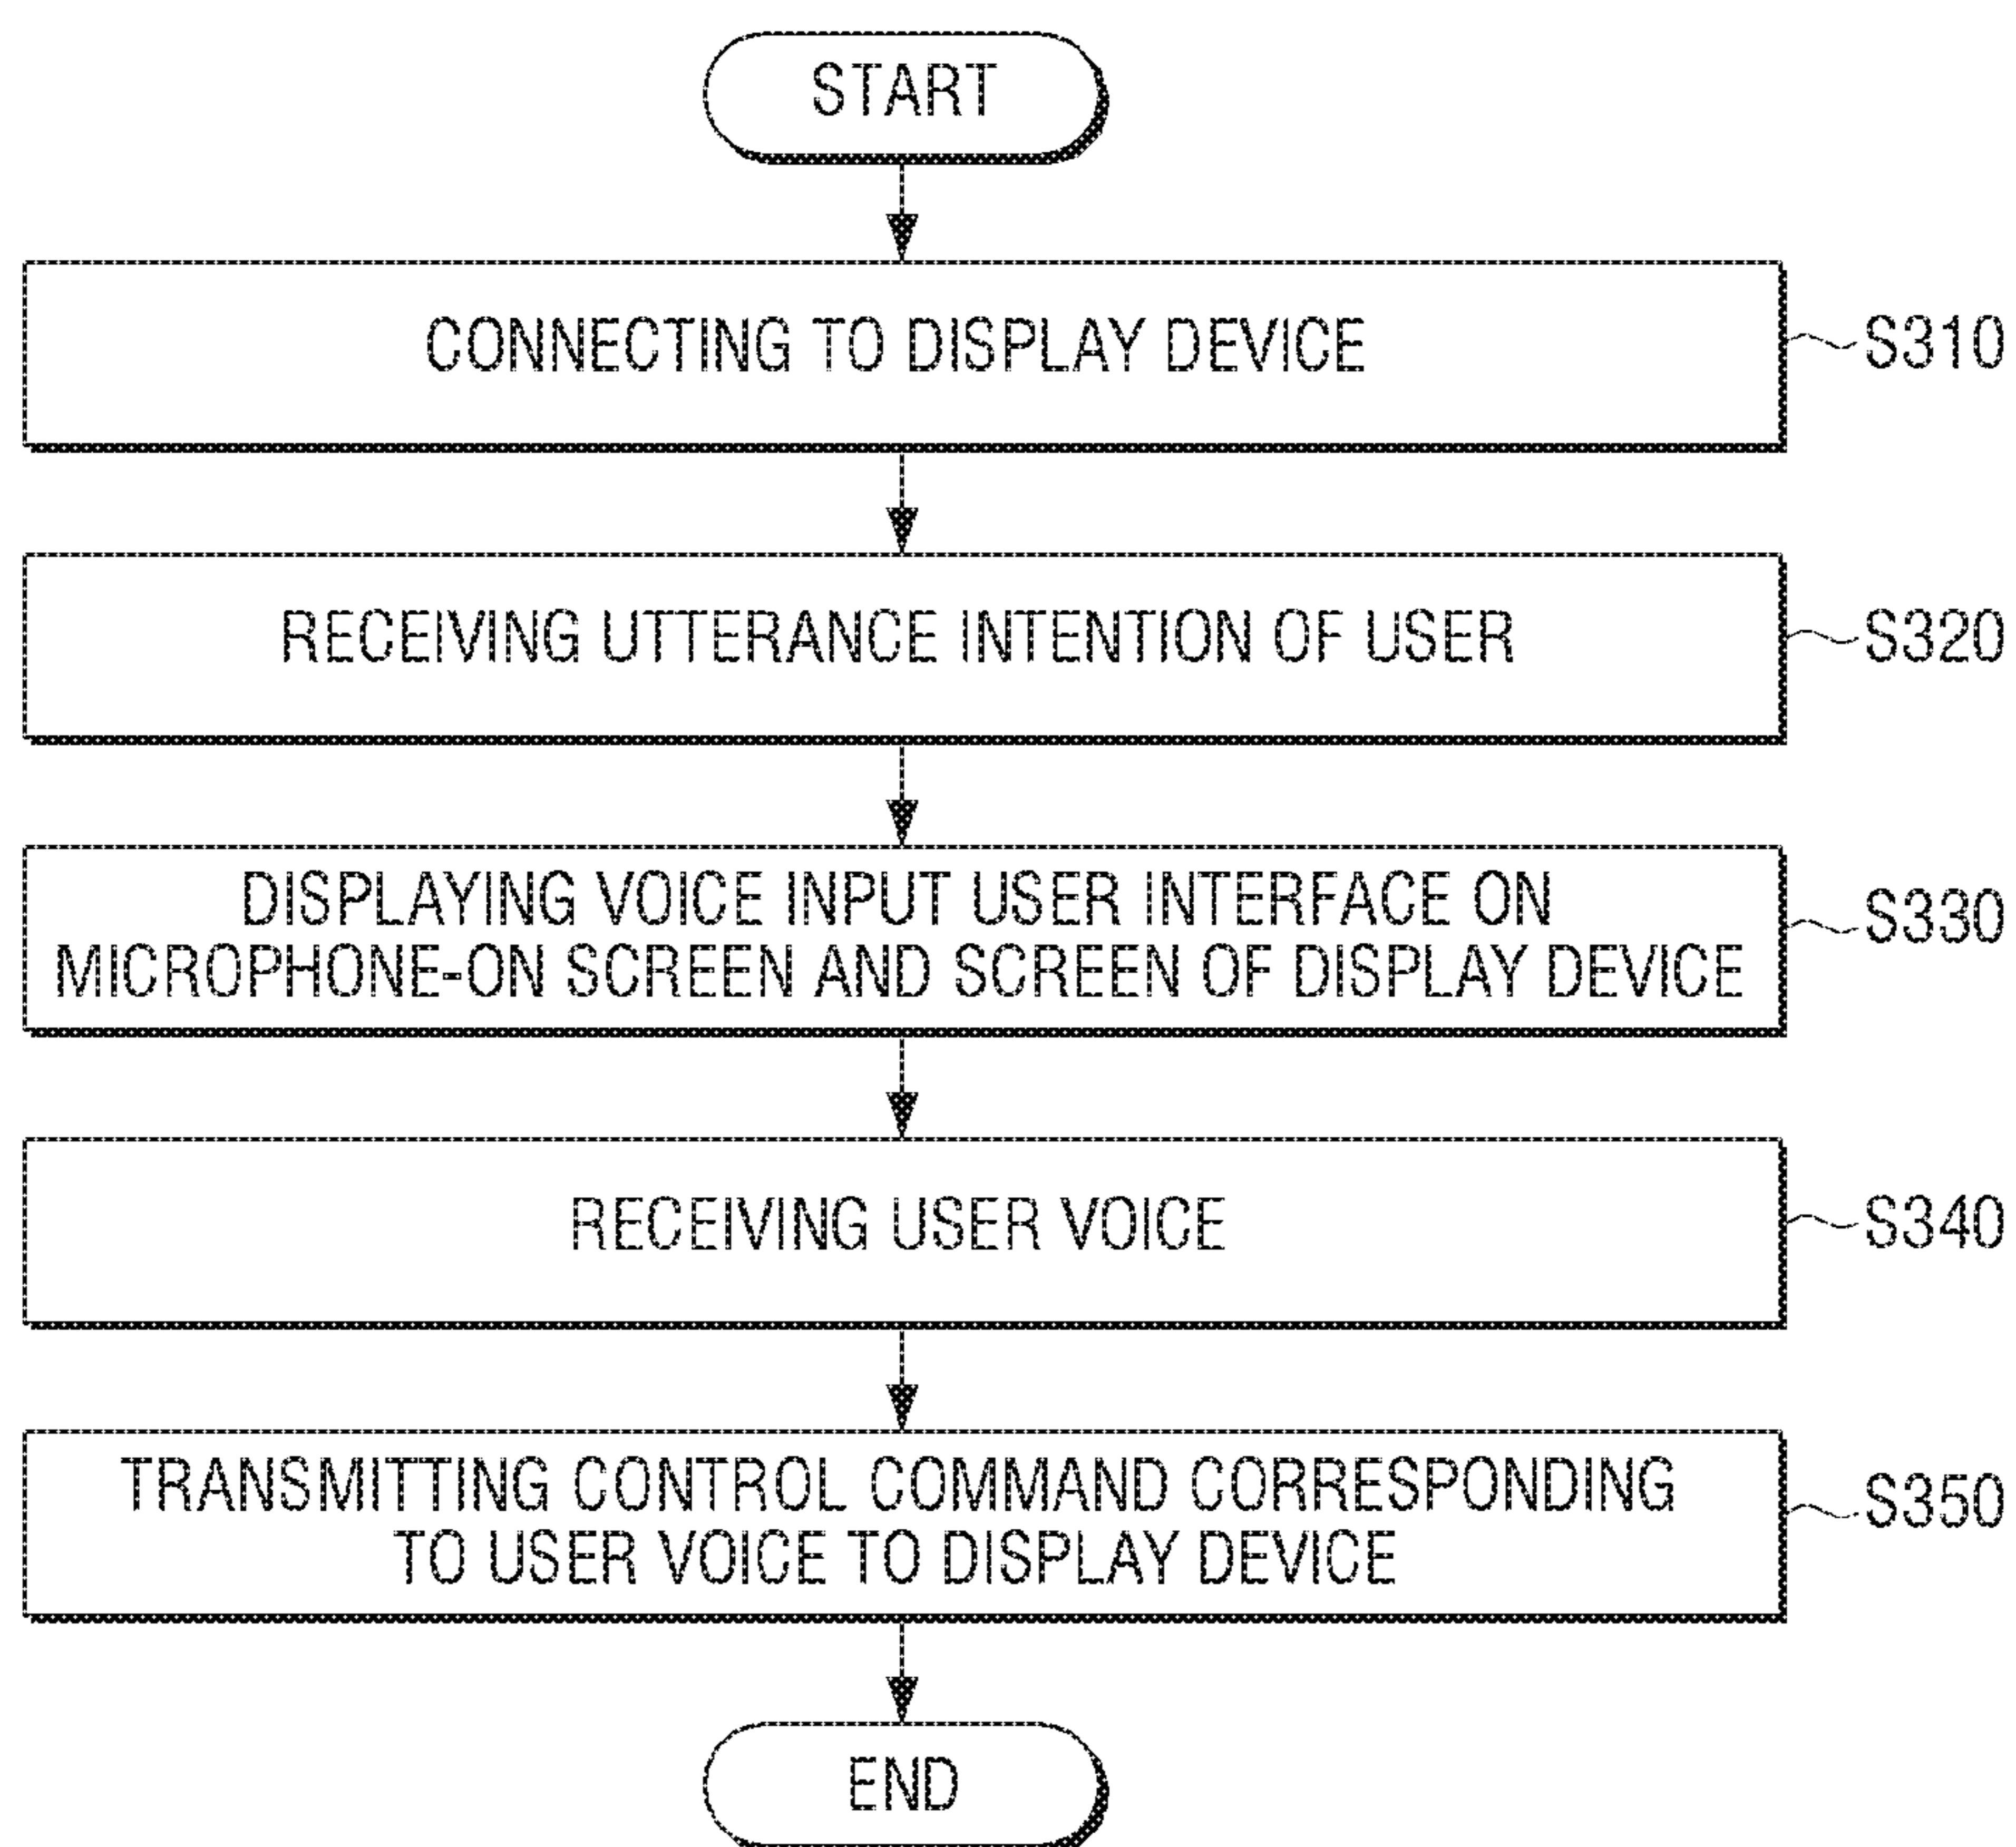 START
CONNECTING TO DISPLAY DEVICE
S310
RECEIVING UTTERANCE INTENTION OF USER
S320
DISPLAYING VOICE INPUT USER INTERFACE ON
MICROPHONE-ON SCREEN AND SCREEN OF DISPLAY DEVICE
S330
RECEIVING USER VOICE
S340
TRANSMITTING CONTROL COMMAND CORRESPONDING
TO USER VOICE TO DISPLAY DEVICE
S350
END